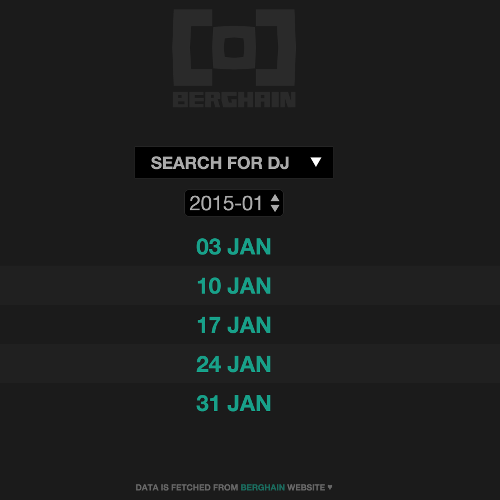 BERGHAIN
SEARCH FOR DJ
2015-01
03 JAN
10 JAN
17 JAN
24 JAN
31 JAN
DATA IS FETCHED FROM BERGHAIN WEBSITE ♥